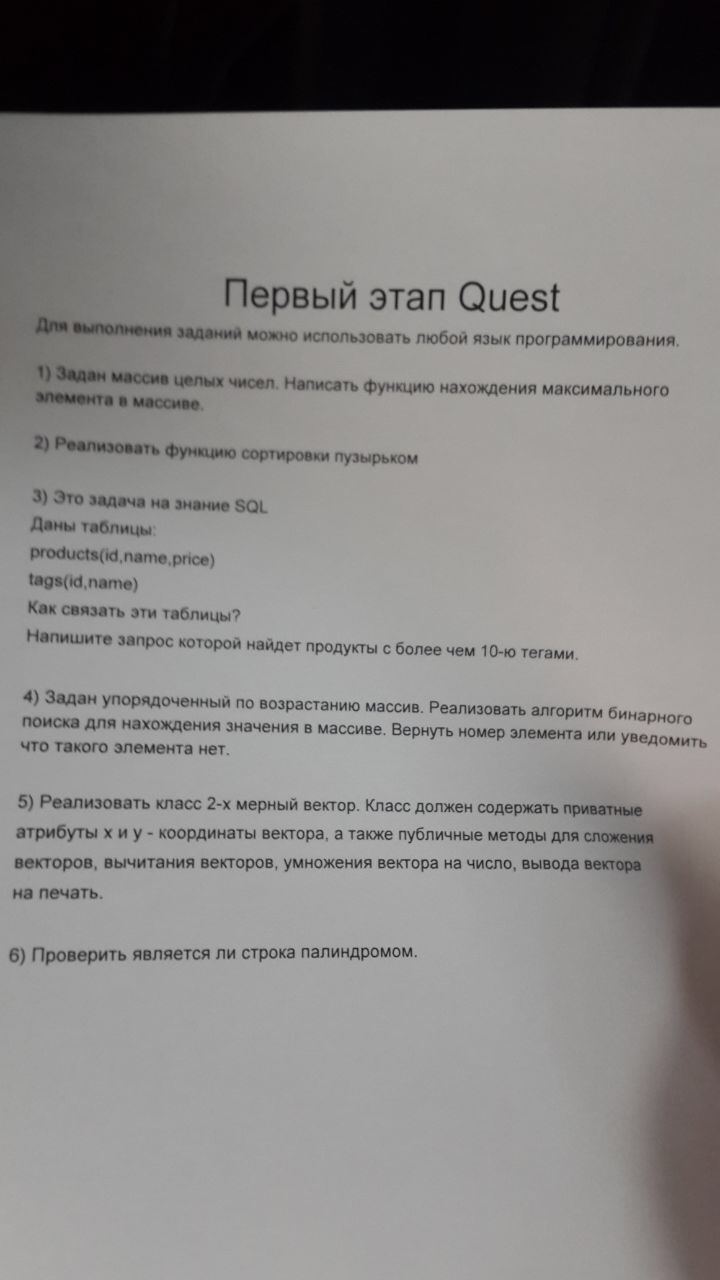 Первый этап Quest
Для выполнения заданий можно использовать любой язык программирования.
1) Задан массив целых чисел. Написать функцию нахождения максимального
элемента в массиве.
2) Реализовать функцию сортировки пузырьком
3) Это задача на знание SQL
Даны таблицы:
products(id,name,price)
tags(id,name)
Как связать эти таблицы?
Напишите запрос которой найдет продукты с более чем 10-ю тегами.
4) Задан упорядоченный по возрастанию массив. Реализовать алгоритм бинарного
поиска для нахождения значения в массиве. Вернуть номер элемента или уведомить
что такого элемента нет.
5) Реализовать класс 2-х мерный вектор. Класс должен содержать приватные
атрибуты x и y - координаты вектора, а также публичные методы для сложения
векторов, вычитания векторов, умножения вектора на число, вывода вектора
на печать.
6) Проверить является ли строка палиндромом.